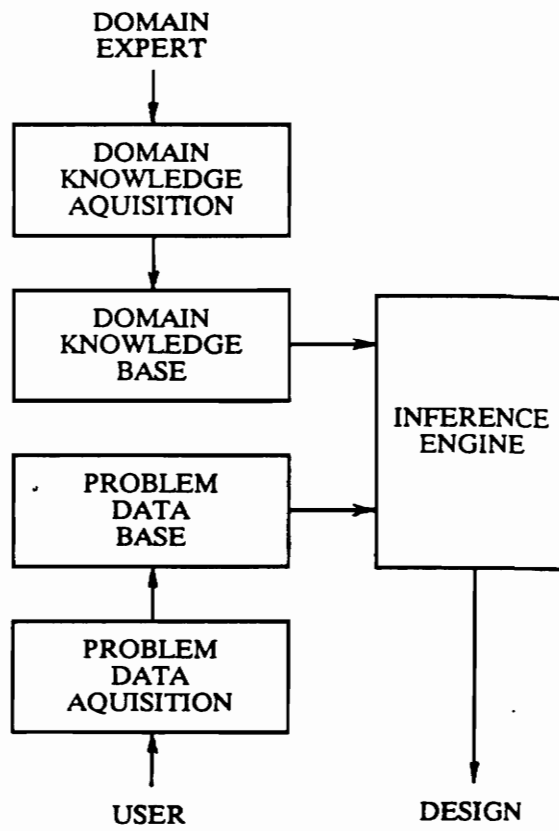 DOMAIN
EXPERT
DOMAIN
KNOWLEDGE
AQUISITION
DOMAIN
KNOWLEDGE
BASE
INFERENCE
ENGINE
PROBLEM
DATA
BASE
PROBLEM
DATA
AQUISITION
USER
DESIGN